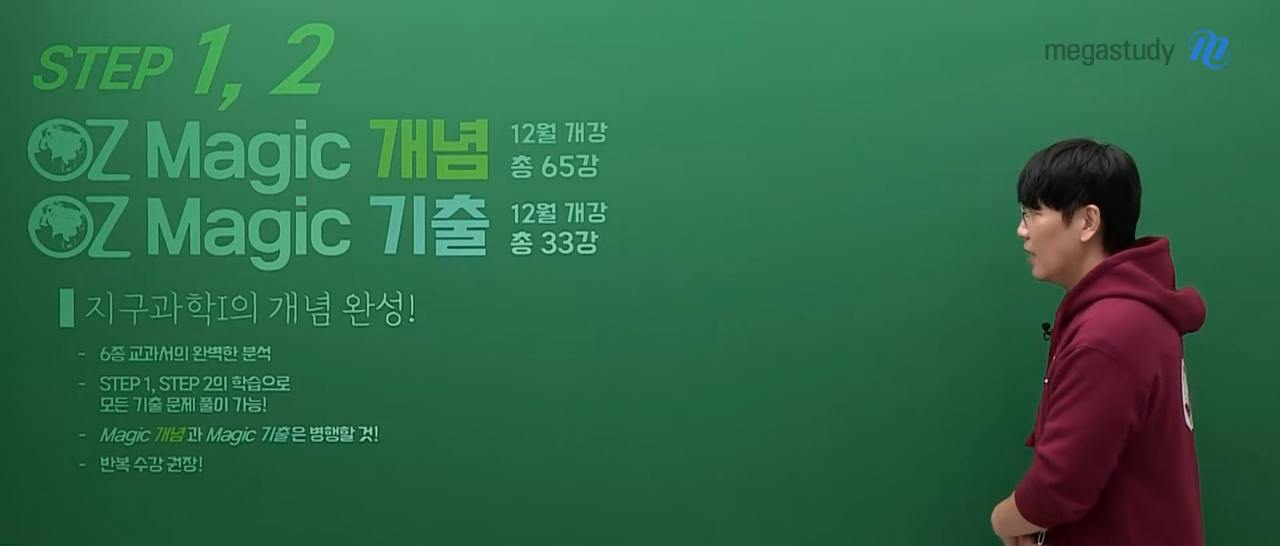 STEP 1, 2
megastudy
OZ Magic 개념 12월 개강
총 65강
OZ Magic 기출 12월 개강
총 33강
지구과학I의 개념 완성!
- 6종 교과서의 완벽한 분석
- STEP 1, STEP 2의 학습으로
모든 기출 문제 풀이 가능!
- Magic 개념과 Magic 기출은 병행할 것!
- 반복 수강 권장!